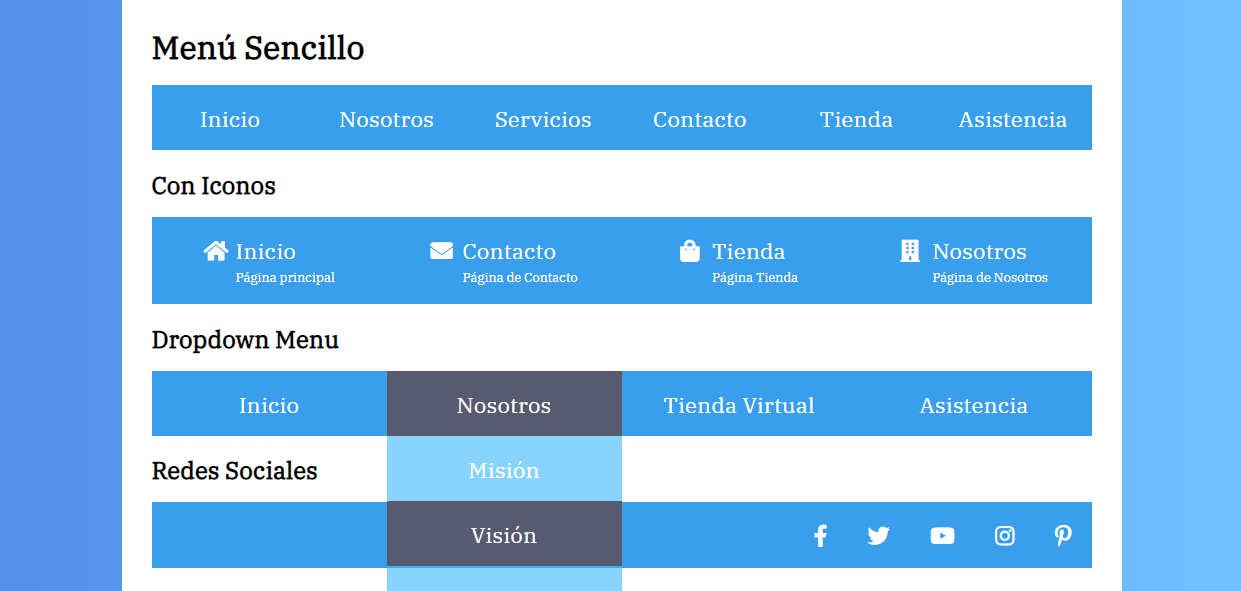 Menú Sencillo
Inicio Nosotros Servicios Contacto Tienda Asistencia
Con Iconos
Inicio Contacto Tienda Nosotros
Página principal Página de Contacto Página Tienda Página de Nosotros
Dropdown Menu
Inicio Nosotros Tienda Virtual Asistencia
Redes Sociales Misión
Visión